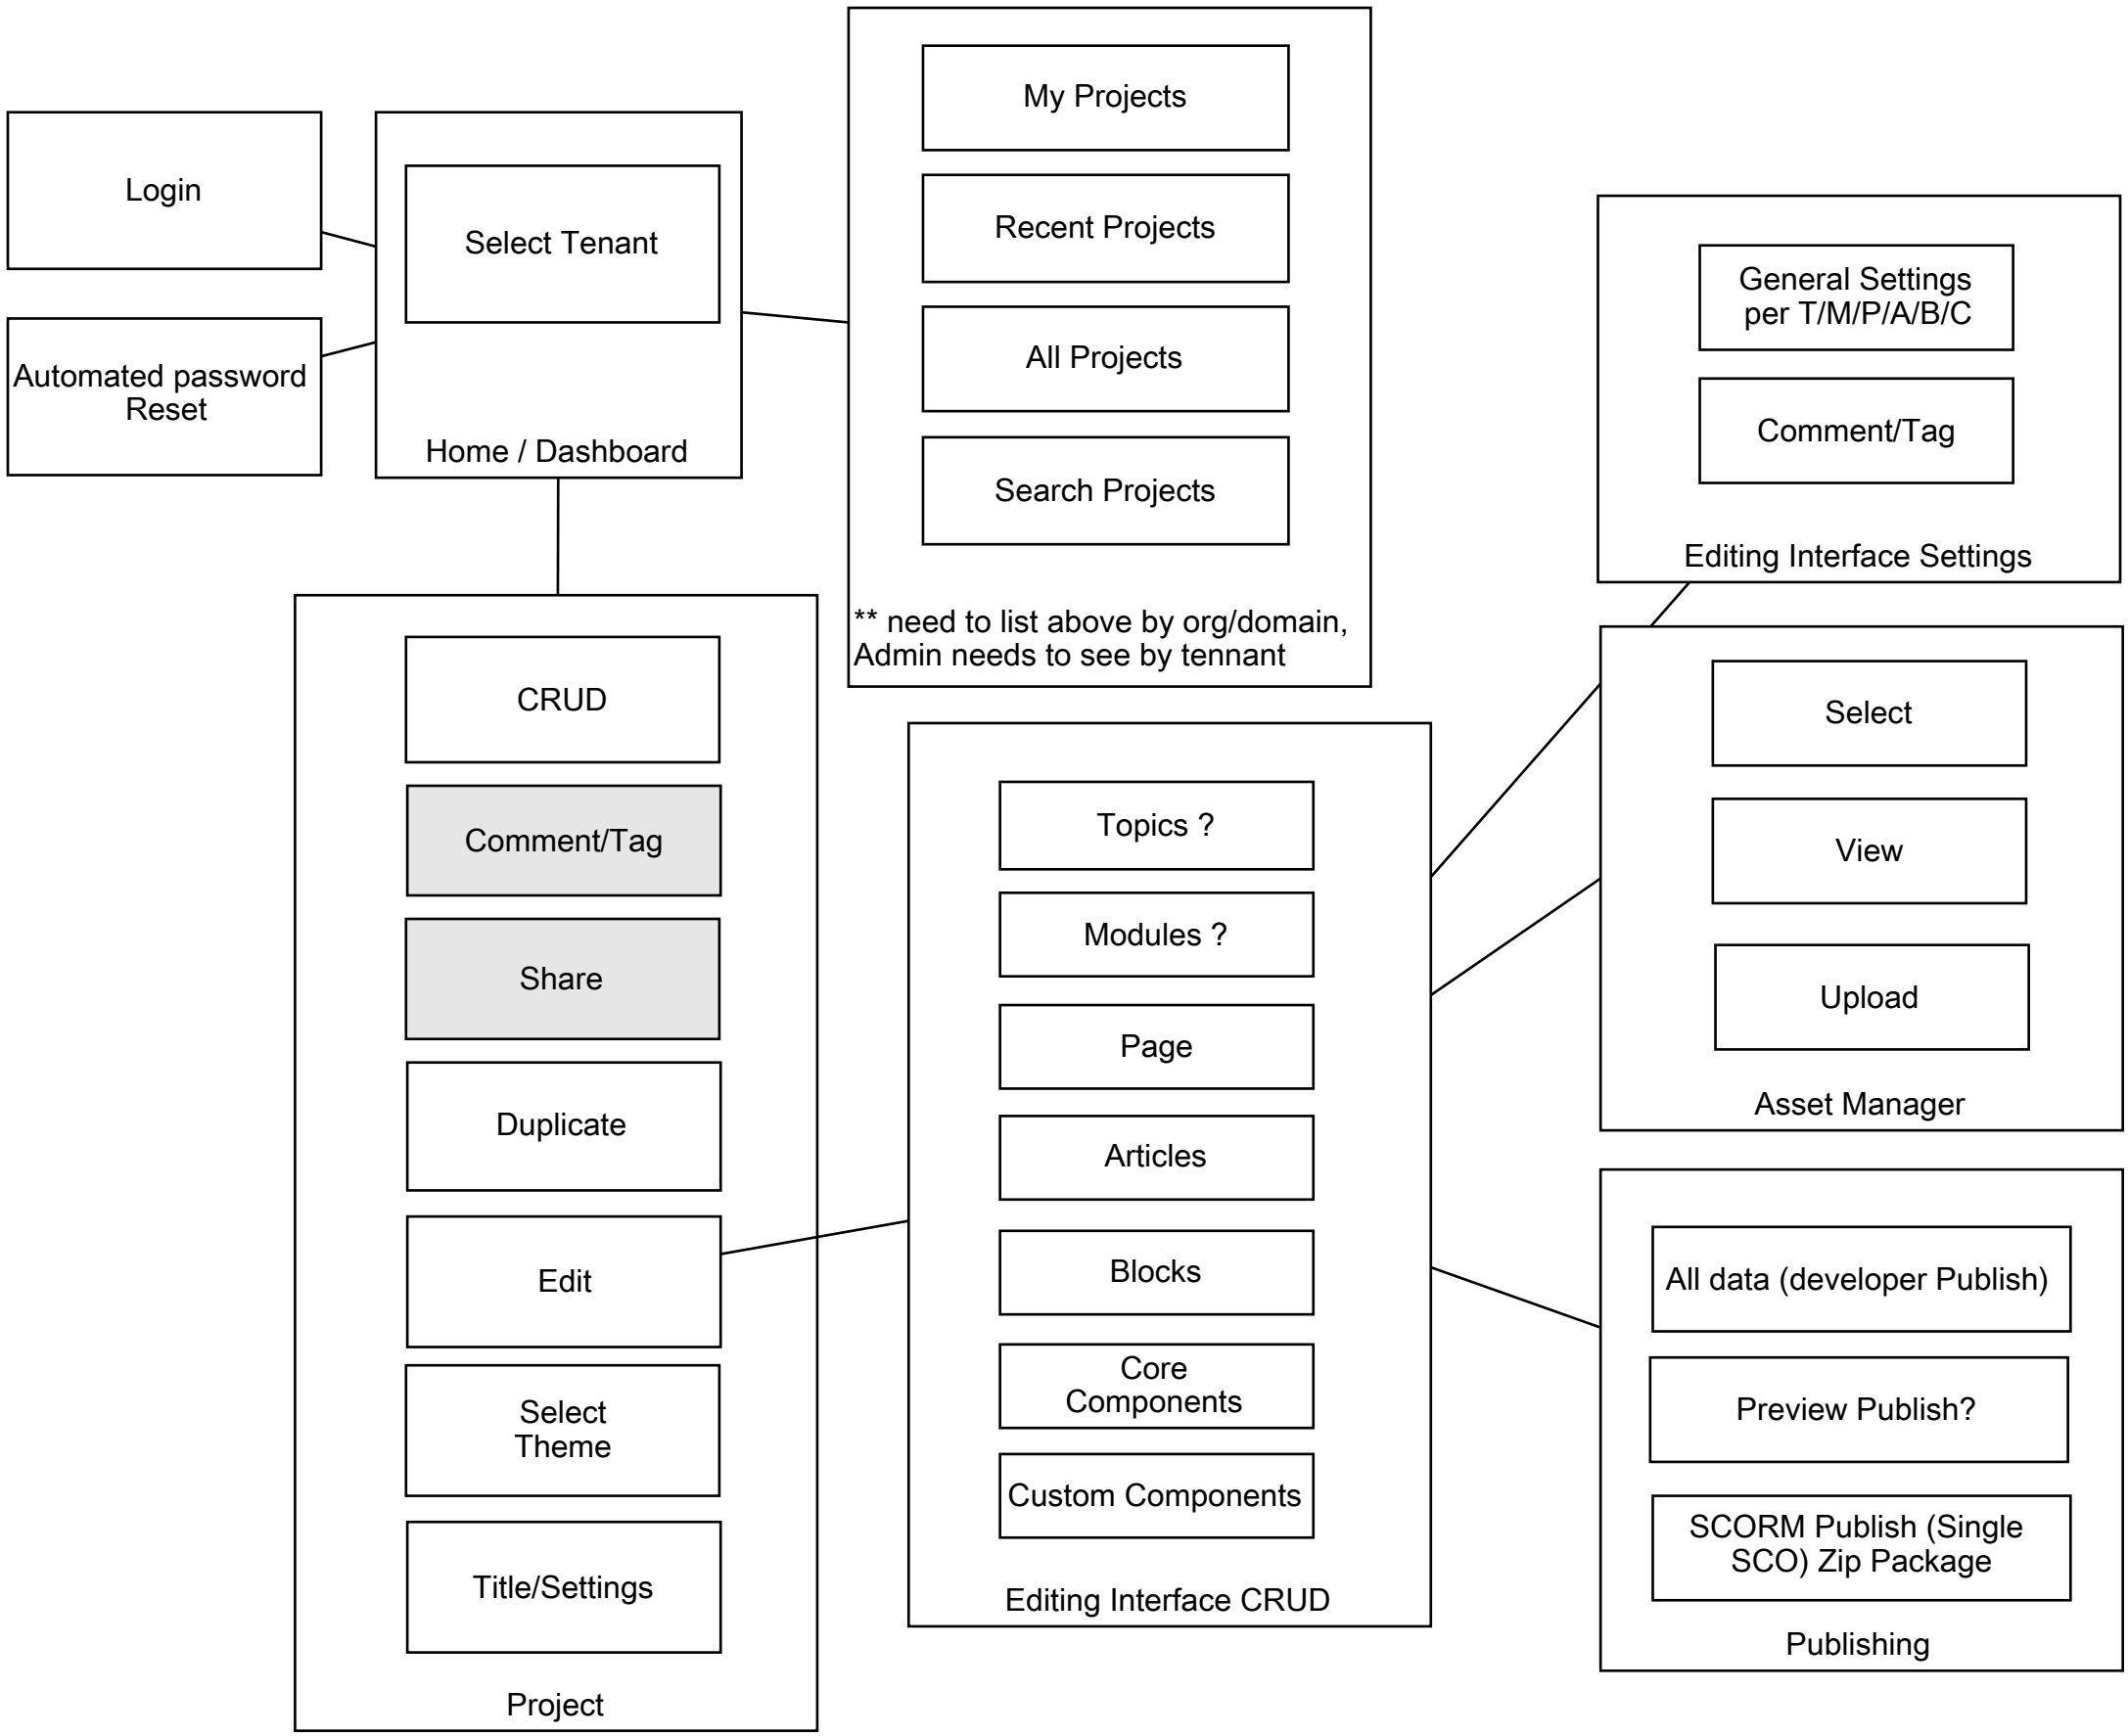 Login
Automated password
Reset
Select Tenant
Home / Dashboard
My Projects
Recent Projects
All Projects
Search Projects
** need to list above by org/domain,
Admin needs to see by tennant
CRUD
Comment/Tag
Share
Duplicate
Edit
Select
Theme
Title/Settings
Project
Topics ?
Modules ?
Page
Articles
Blocks
Core
Components
Custom Components
Editing Interface CRUD
General Settings
per T/M/P/A/B/C
Comment/Tag
Editing Interface Settings
Select
View
Upload
Asset Manager
All data (developer Publish)
Preview Publish?
SCORM Publish (Single
SCO) Zip Package
Publishing